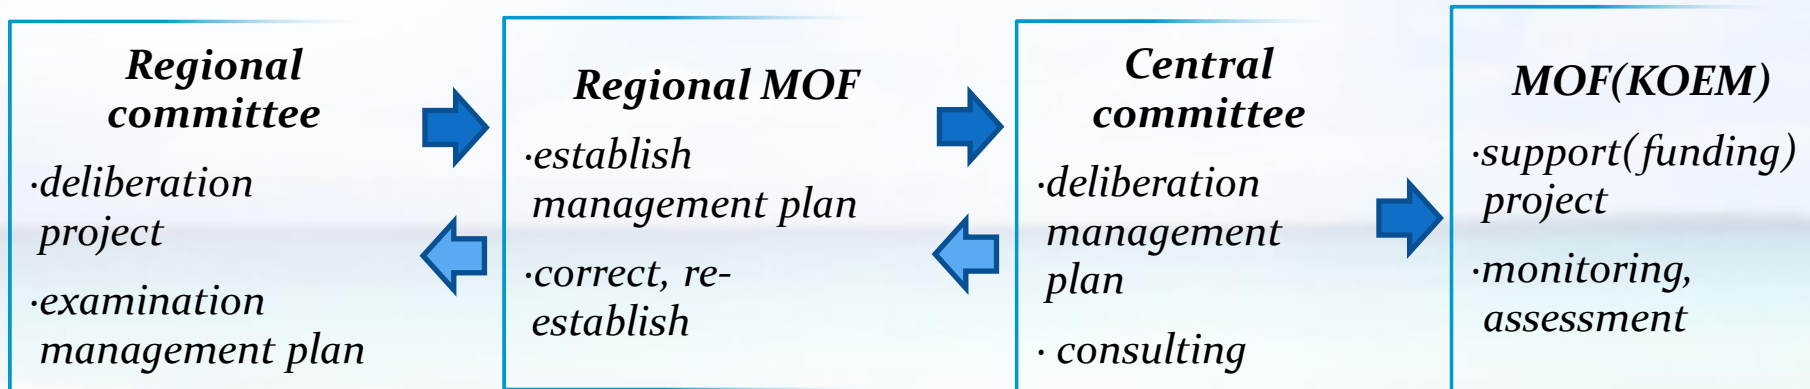 Regional
committee
·deliberation
project
·examination
management plan
Regional MOF
·establish
management plan
·correct, re-
establish
Central
committee
·deliberation
management
plan
· consulting
MOF(KOEM)
·support(funding)
project
·monitoring,
assessment